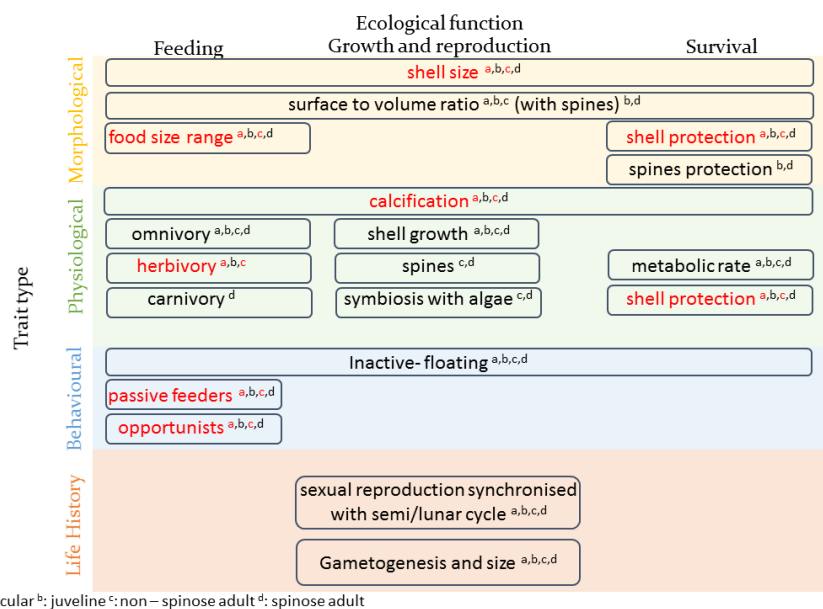 Ecological function
Feeding Growth and reproduction Survival
Trait type
Morphological
shell size a,b,c,d
surface to volume ratio a,b,c (with spines) b,d
food size range a,b,c,d
shell protection a,b,c,d
spines protection b,d
Physiological
calcification a,b,c,d
omnivory a,b,c,d
shell growth a,b,c,d
herbivory a,b,c
spines c,d
metabolic rate a,b,c,d
carnivory d
symbiosis with algae c,d
shell protection a,b,c,d
Behavioural
Inactive- floating a,b,c,d
passive feeders a,b,c,d
opportunists a,b,c,d
Life History
sexual reproduction synchronised
with semi/lunar cycle a,b,c,d
Gametogenesis and size a,b,c,d
cular b: juveline c: non – spinose adult d: spinose adult